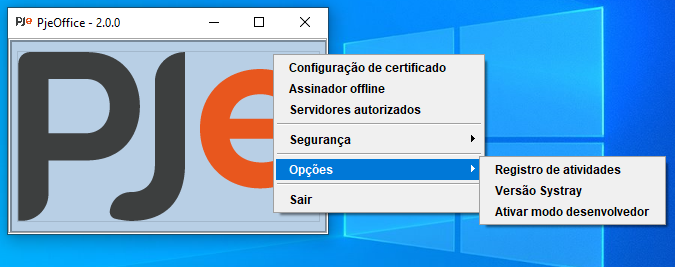 PJe PjeOffice - 2.0.0
PJe
Configuração de certificado
Assinador offline
Servidores autorizados
Segurança
Opções
Sair
Registro de atividades
Versão Systray
Ativar modo desenvolvedor